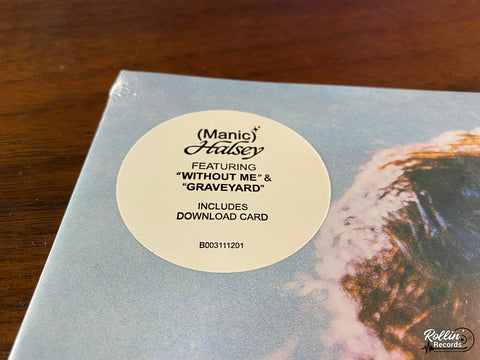 (Manic)
Halsey
FEATURING
“WITHOUT ME” &
“GRAVEYARD”
INCLUDES
DOWNLOAD CARD
B003111201
Rollin'
Records